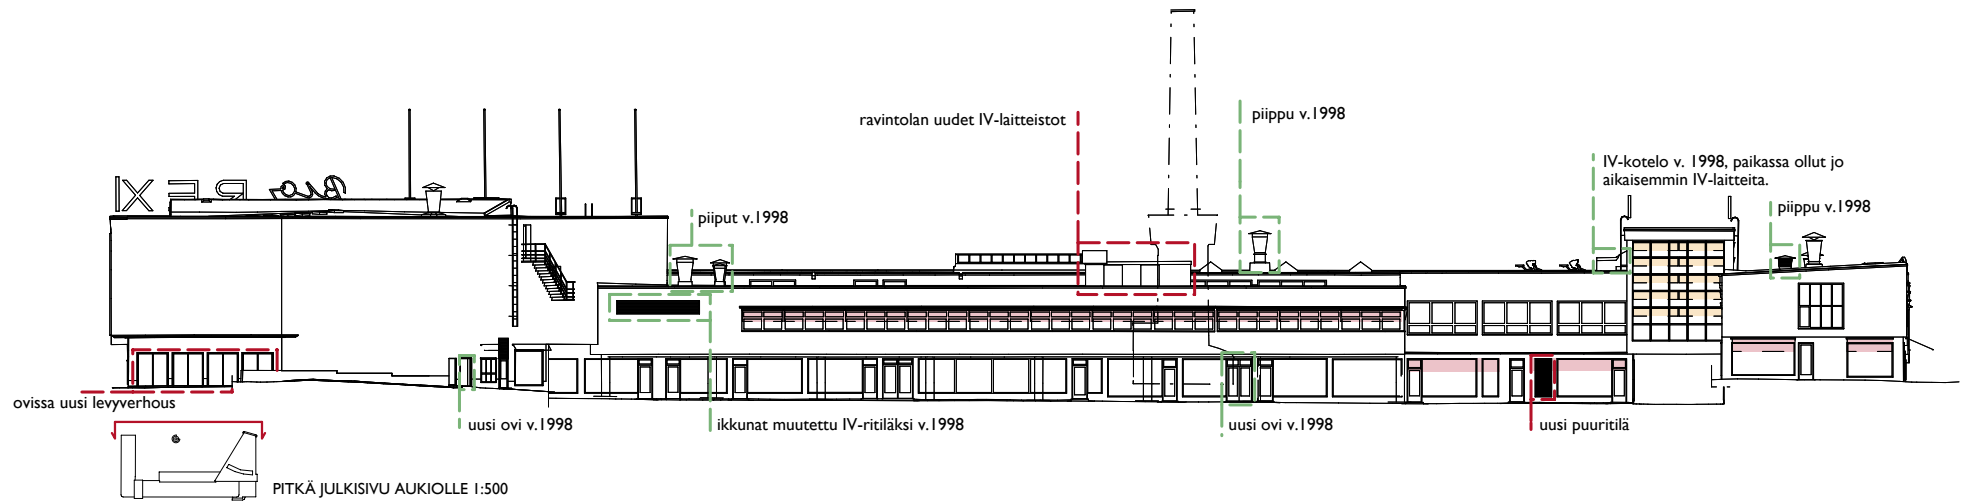 ravintolan uudet IV-laitteistot
piippu v.1998
IV-kotelo v. 1998, paikassa ollut jo
aikaisemmin IV-laitteita.
piiput v.1998
piippu v.1998
IX ER Bio-
ovissa uusi levyverhous
uusi ovi v.1998
ikkunat muutettu IV-ritiläksi v.1998
uusi ovi v.1998
uusi puuritilä
PITKÄ JULKISIVU AUKIOLLE 1:500